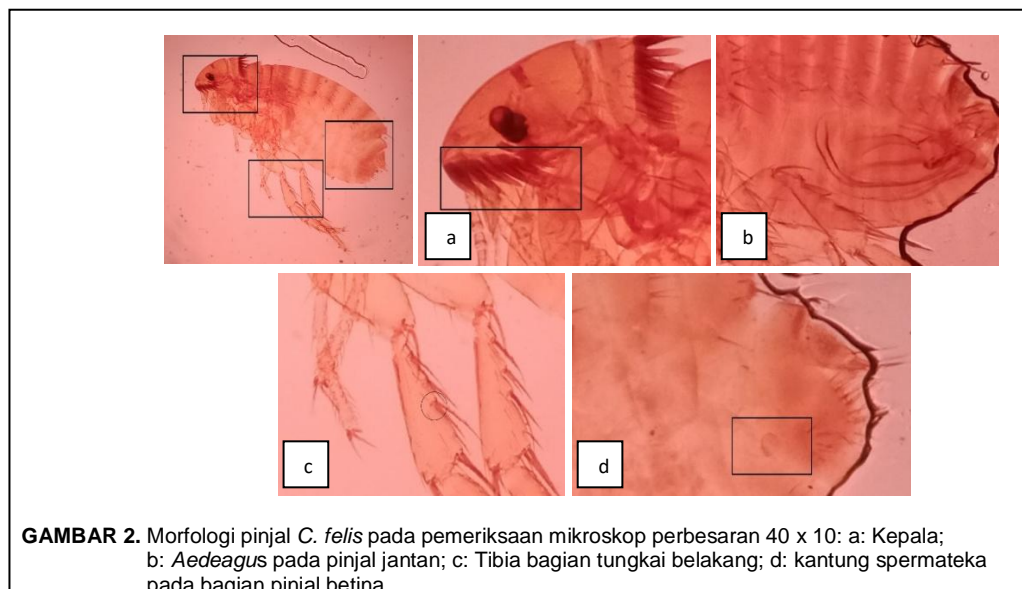 a
b
c
d
GAMBAR 2. Morfologi pinjal C. felis pada pemeriksaan mikroskop perbesaran 40 x 10: a: Kepala;
b: Aedeagus pada pinjal jantan; c: Tibia bagian tungkai belakang; d: kantung spermateka
pada bagian pinjal betina